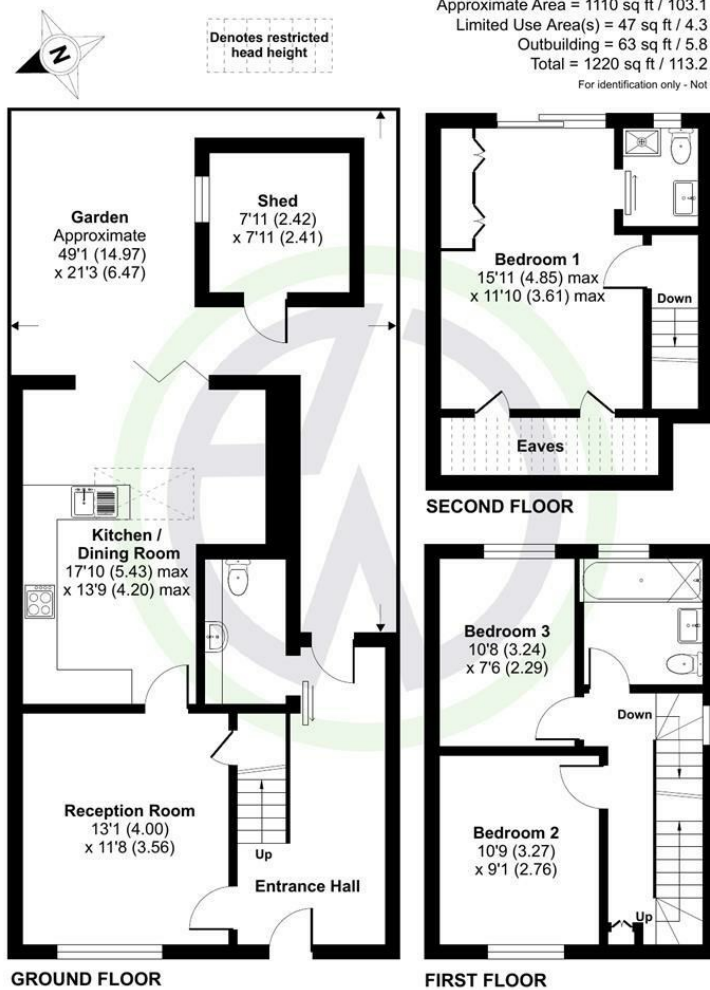 Approximate Area = 1110 sq ft / 103.1
Limited Use Area(s) = 47 sq ft / 4.3
Outbuilding = 63 sq ft / 5.8
Total = 1220 sq ft / 113.2
For identification only - Not
N
Denotes restricted
head height
Garden
Approximate
49'1 (14.97)
x 21'3 (6.47)
Shed
7'11 (2.42)
x 7'11 (2.41)
Kitchen /
Dining Room
17'10 (5.43) max
x 13'9 (4.20) max
Reception Room
13'1 (4.00)
x 11'8 (3.56)
Up
Entrance Hall
GROUND FLOOR
Bedroom 1
15'11 (4.85) max
x 11'10 (3.61) max
Down
Eaves
SECOND FLOOR
Bedroom 3
10'8 (3.24)
x 7'6 (2.29)
Down
Bedroom 2
10'9 (3.27)
x 9'1 (2.76)
Up
FIRST FLOOR